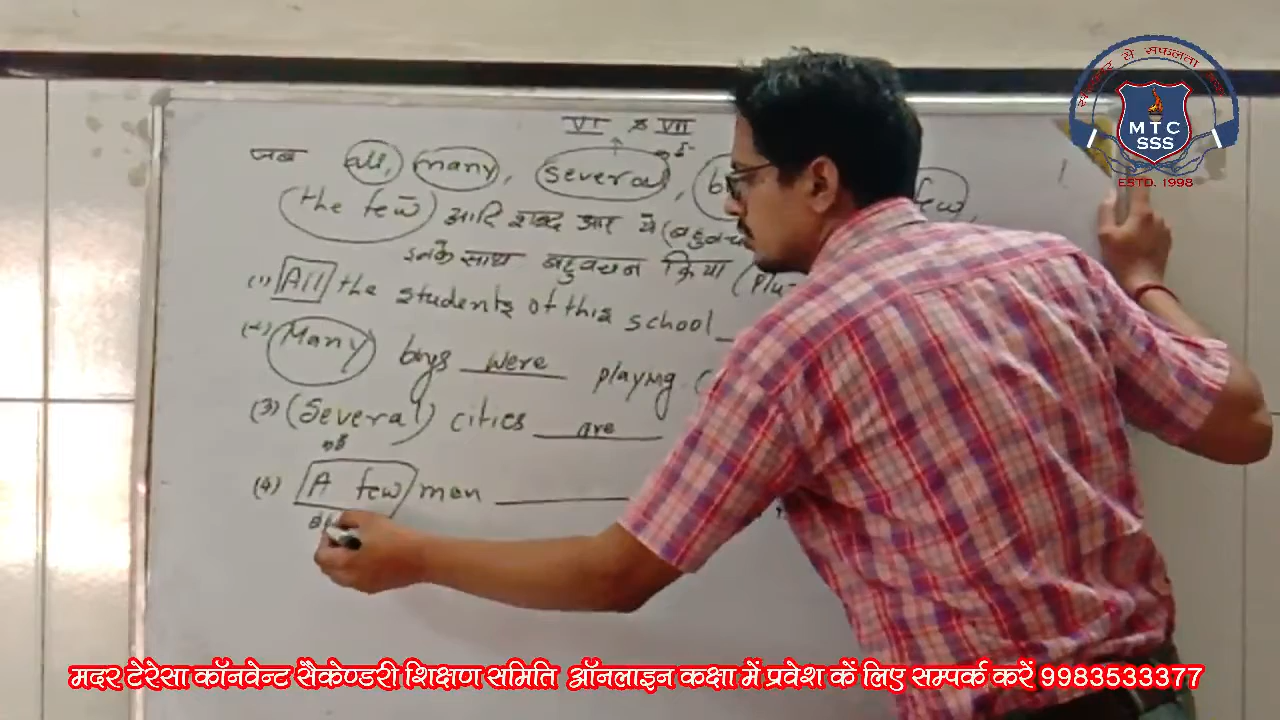 VI & VII
जब all, many, several, few,
the few आदि शब्द आए ये (
इनके साथ बहुवचन क्रिया (Plu
(1) All the students of this school
(2) Many boys were playing. (
(3) (Several) cities are
(4) A few men
MTC
SSS
ESTD. 1998
मदर टेरेसा कॉनवेन्ट सैकेण्डरी शिक्षण समिति ऑनलाइन कक्षा में प्रवेश कें लिए सम्पर्क करें 9983533377